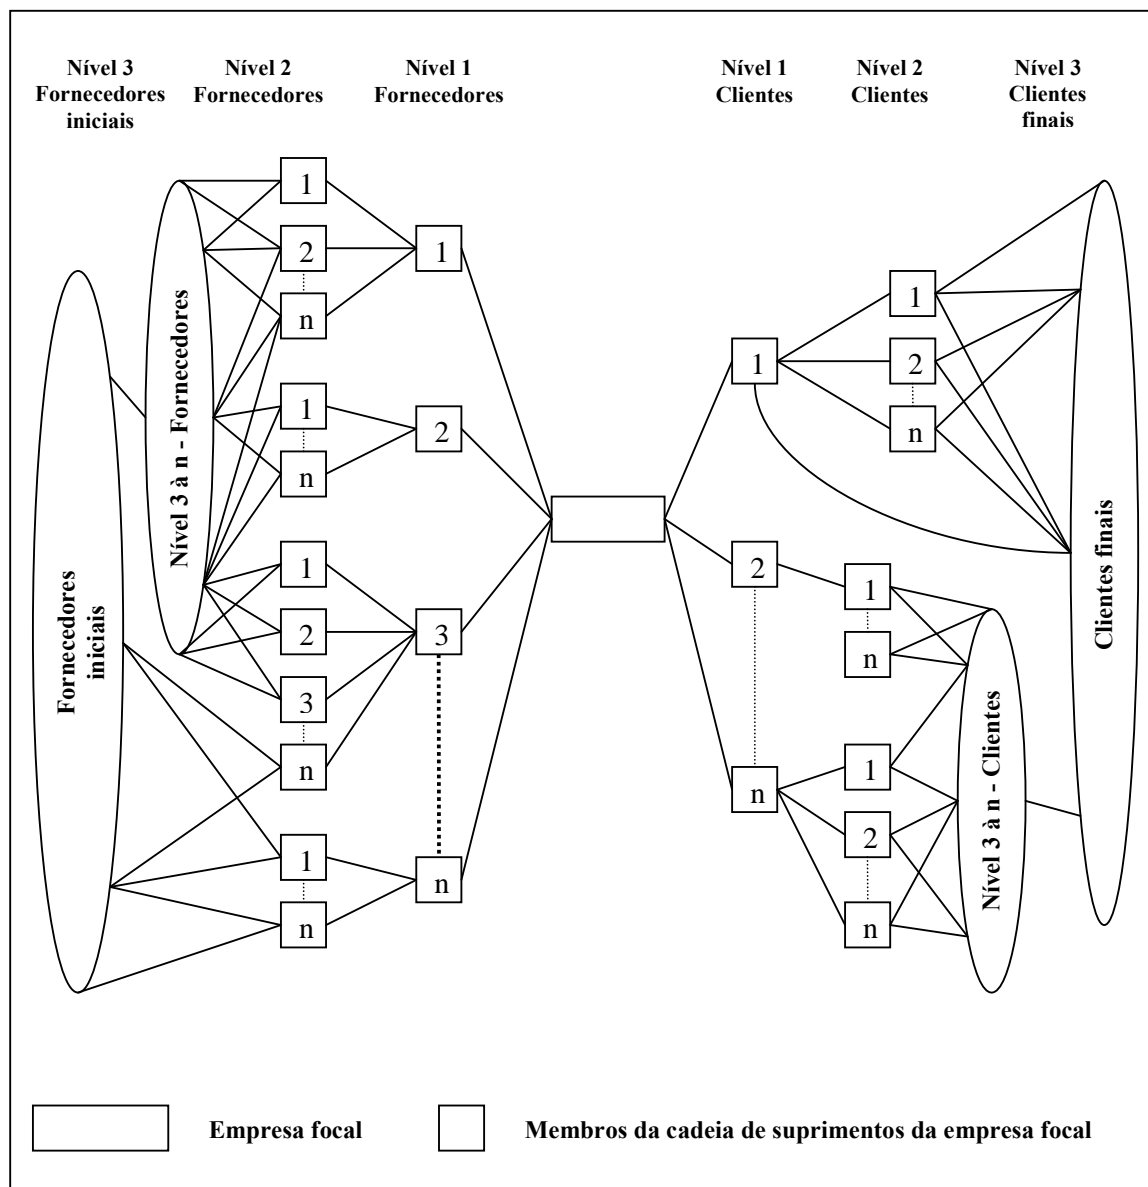 Nível 3
Fornecedores
iniciais
Nível 2
Fornecedores
Nível 1
Fornecedores
Nível 1
Clientes
Nível 2
Clientes
Nível 3
Clientes
finais
Fornecedores
iniciais
Nível 3 à n - Fornecedores
1
2
n
1
n
1
2
3
n
1
n
1
2
3
n
1
2
n
1
2
n
1
n
1
2
n
Nível 3 à n - Clientes
Clientes finais
Empresa focal
Membros da cadeia de suprimentos da empresa focal